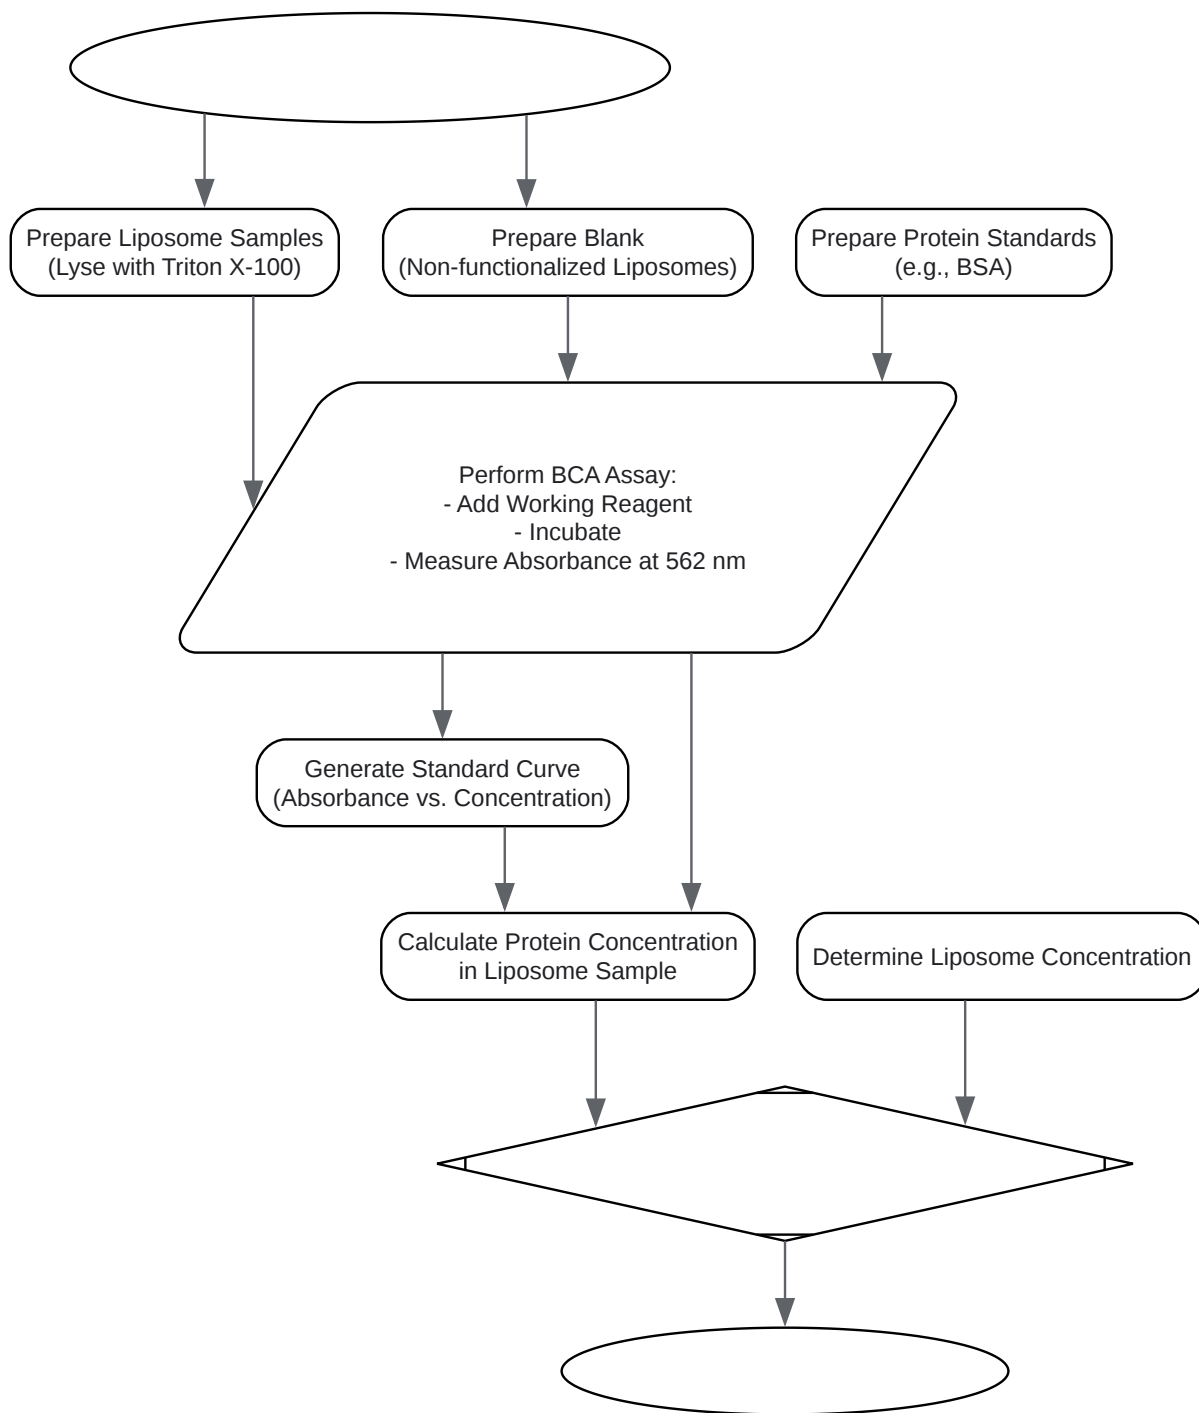 Prepare Liposome Samples
(Lyse with Triton X-100)
Prepare Blank
(Non-functionalized Liposomes)
Prepare Protein Standards
(e.g., BSA)
Perform BCA Assay:
- Add Working Reagent
- Incubate
- Measure Absorbance at 562 nm
Generate Standard Curve
(Absorbance vs. Concentration)
Calculate Protein Concentration
in Liposome Sample
Determine Liposome Concentration